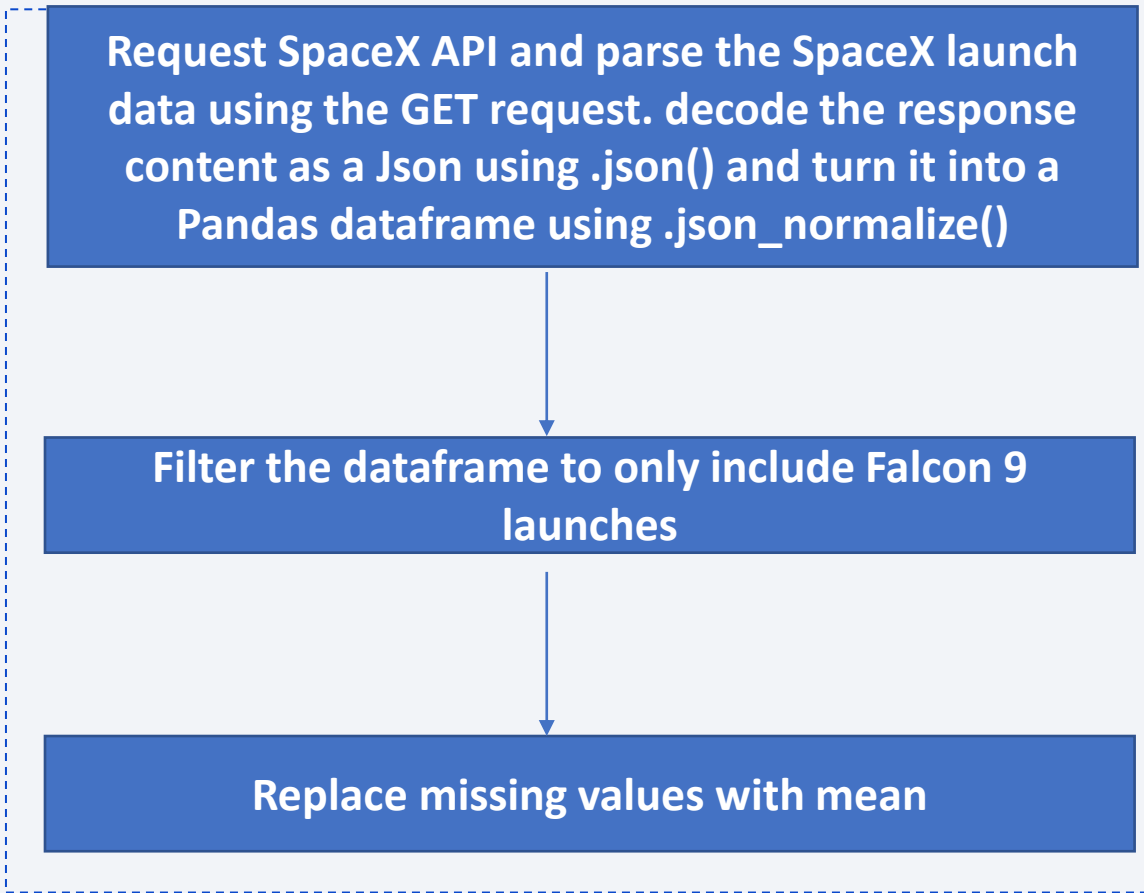 Request SpaceX API and parse the SpaceX launch
data using the GET request. decode the response
content as a Json using .json() and turn it into a
Pandas dataframe using .json_normalize()
Filter the dataframe to only include Falcon 9
launches
Replace missing values with mean